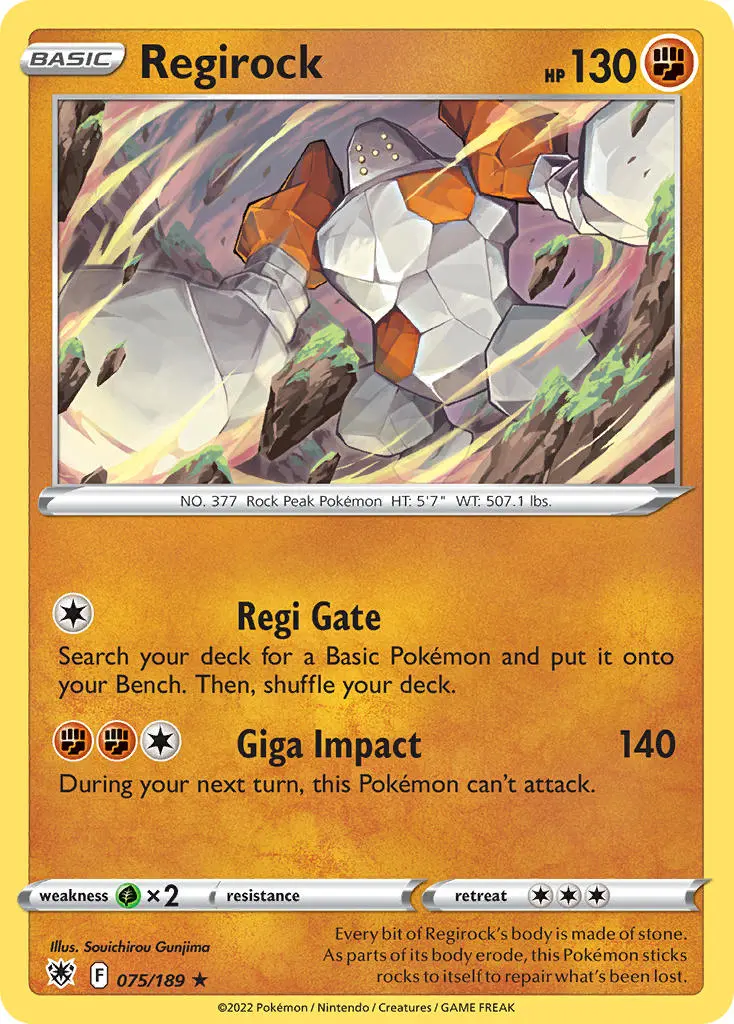 BASIC Regirock HP 130
NO. 377 Rock Peak Pokémon HT: 5'7" WT: 507.1 lbs.
Regi Gate
Search your deck for a Basic Pokémon and put it onto
your Bench. Then, shuffle your deck.
Giga Impact 140
During your next turn, this Pokémon can't attack.
weakness ×2 resistance retreat
Illus. Souichirou Gunjima
F 075/189 ★
Every bit of Regirock's body is made of stone.
As parts of its body erode, this Pokémon sticks
rocks to itself to repair what's been lost.
©2022 Pokémon / Nintendo / Creatures / GAME FREAK